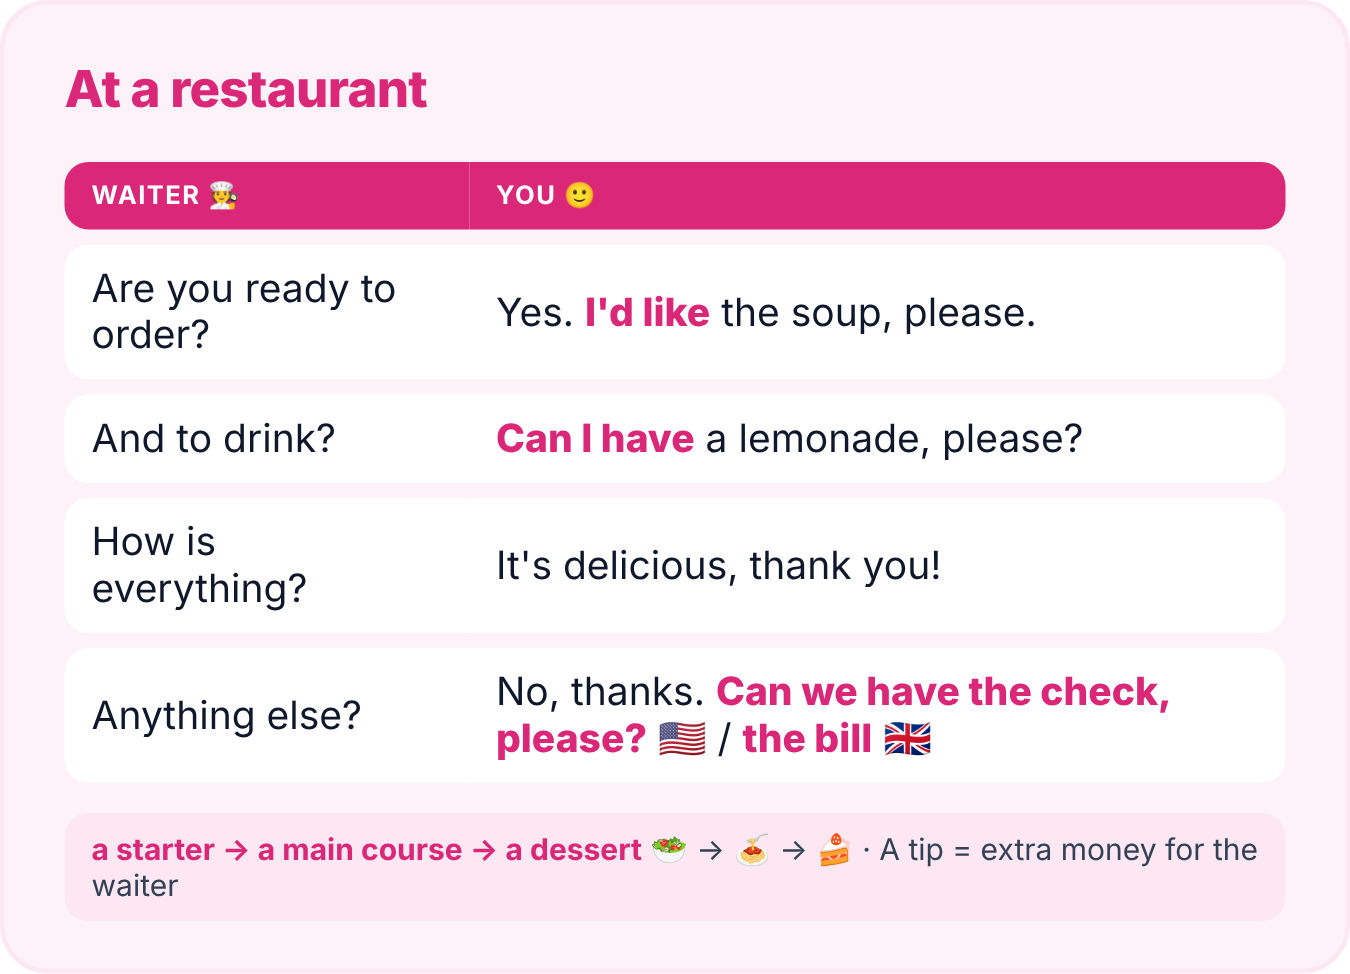 At a restaurant
WAITER 🧑‍🍳
YOU 🙂
Are you ready to
order?
Yes. I'd like the soup, please.
And to drink?
Can I have a lemonade, please?
How is
everything?
It's delicious, thank you!
Anything else?
No, thanks. Can we have the check,
please? 🇺🇸 / the bill 🇬🇧
a starter → a main course → a dessert 🥗 → 🍝 → 🍰 · A tip = extra money for the
waiter